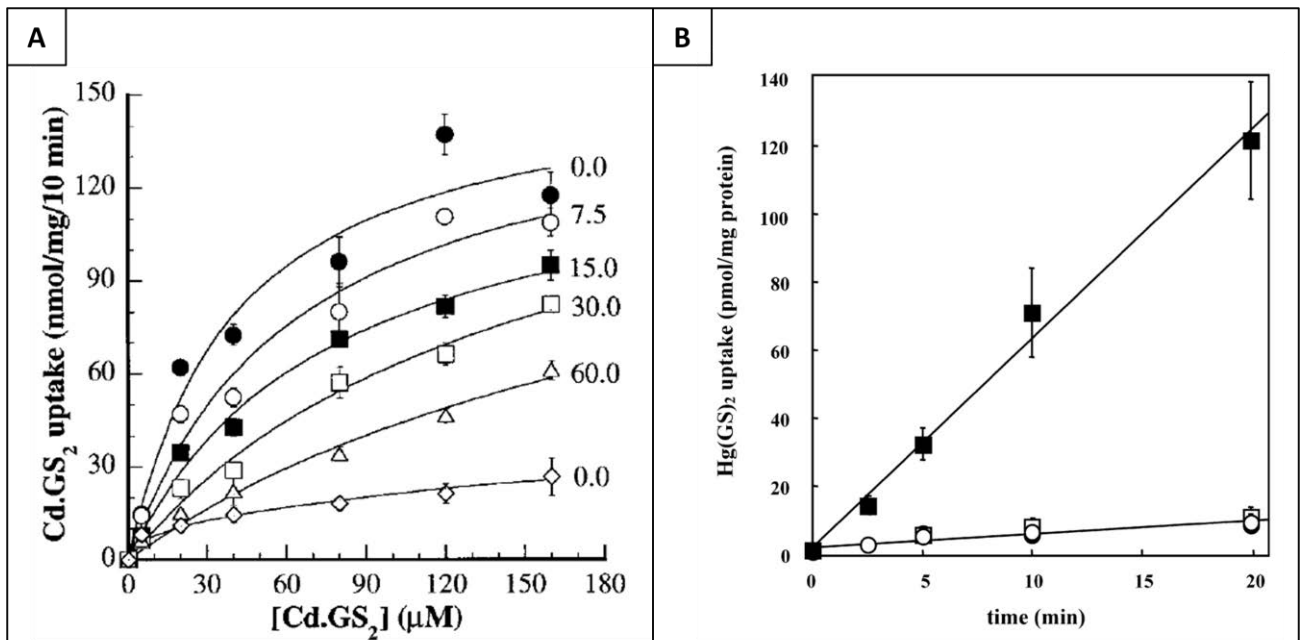 A
Cd.GS2 uptake (nmol/mg/10 min)
150
120
90
60
30
0
0.0
7.5
15.0
30.0
60.0
0.0
0 30 60 90 120 150 180
[Cd.GS2] (µM)
B
Hg(GS)2 uptake (pmol/mg protein)
140
120
100
80
60
40
20
0
0 5 10 15 20
time (min)